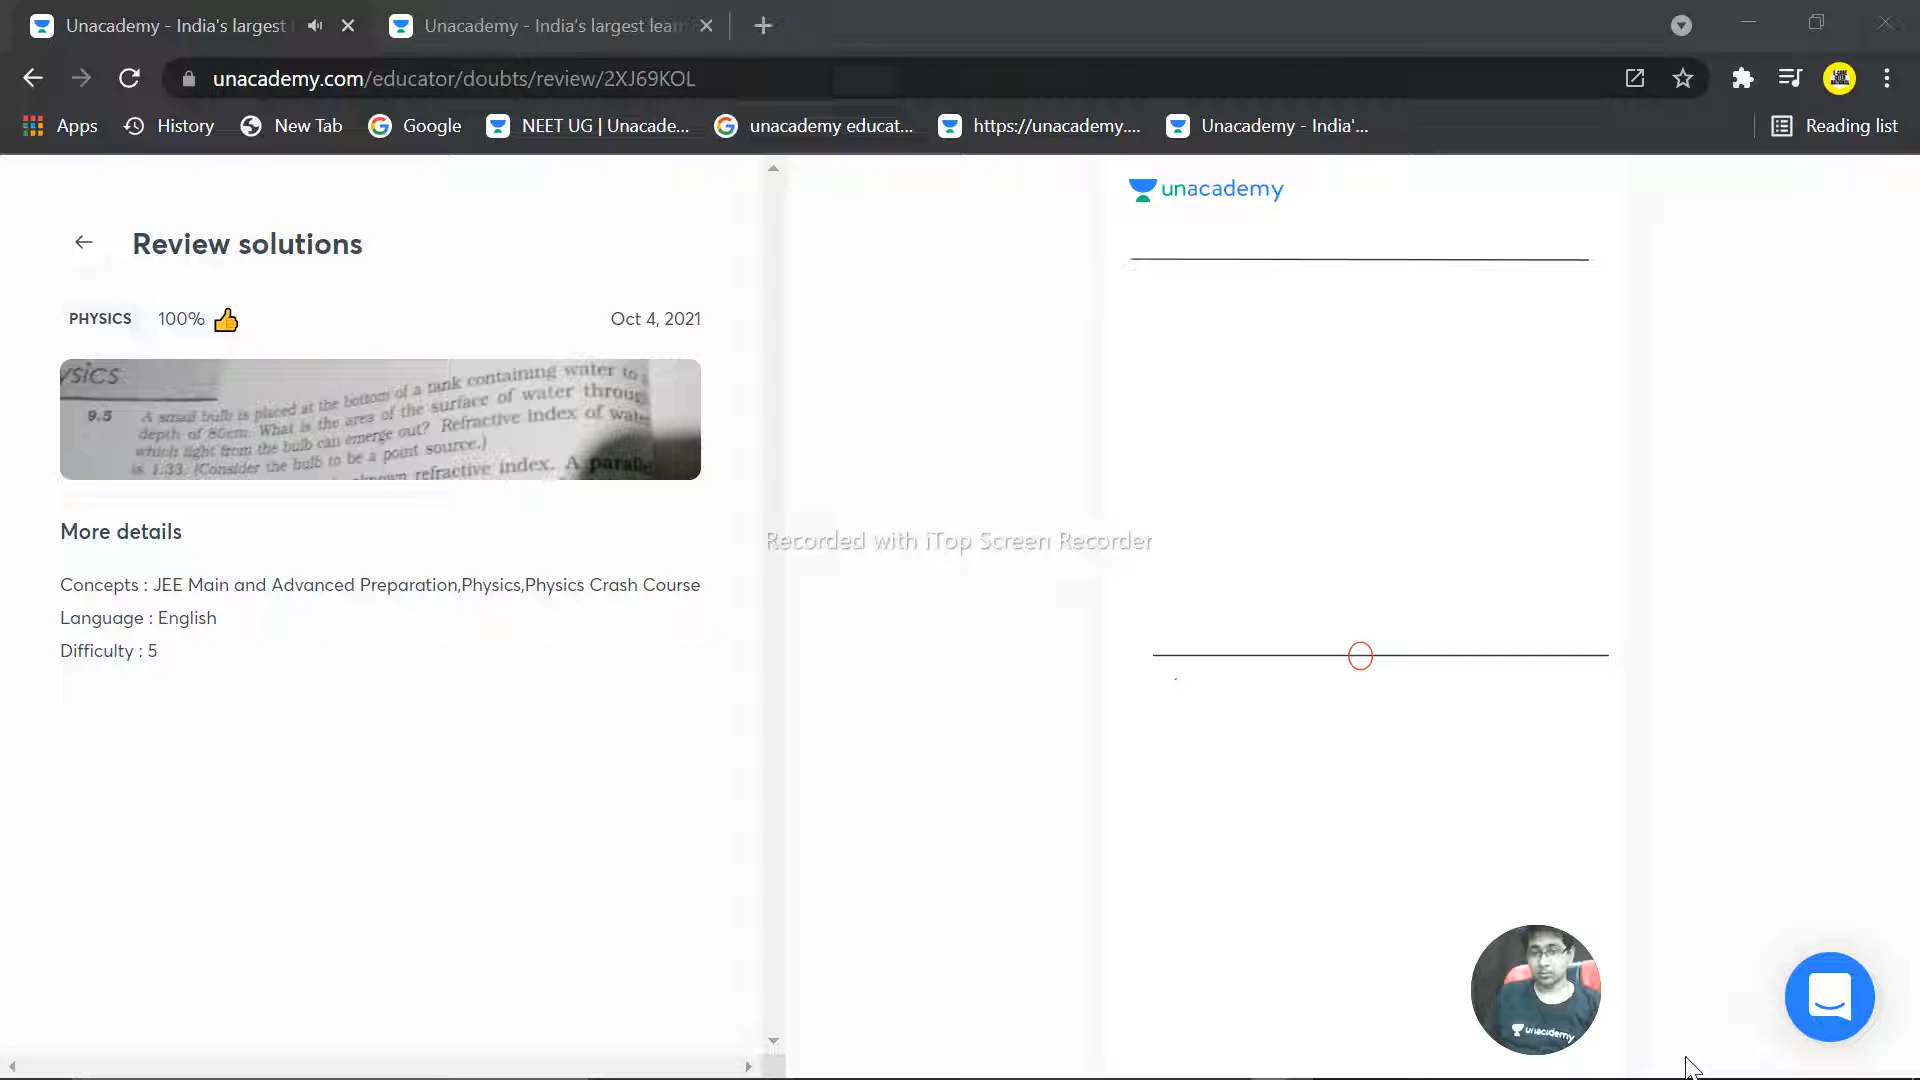 Unacademy - India's largest
Unacademy - India's largest lear
unacademy.com/educator/doubts/review/2XJ69KOL
Apps
History
New Tab
Google
NEET UG | Unacade...
unacademy educat...
https://unacademy....
Unacademy - India'...
Reading list
unacademy
Review solutions
PHYSICS
100%
Oct 4, 2021
ysics
9.5 A small bulb is placed at the bottom of a tank containing water to a
depth of 80cm. What is the area of the surface of water throug
which light from the bulb can emerge out? Refractive index of wate
is 1.33. (Consider the bulb to be a point source.)
refractive index. A paralle
More details
Recorded with iTop Screen Recorder
Concepts : JEE Main and Advanced Preparation,Physics,Physics Crash Course
Language : English
Difficulty : 5
unacademy